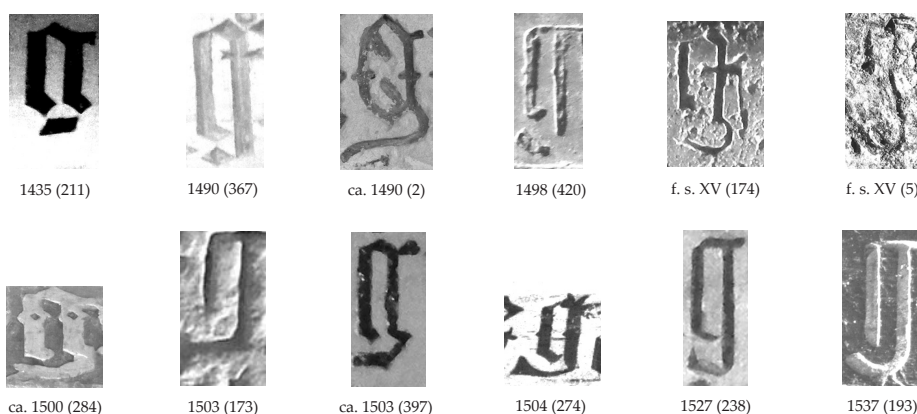 1435 (211) 1490 (367) ca. 1490 (2) 1498 (420) f. s. XV (174) f. s. XV (5)
ca. 1500 (284) 1503 (173) ca. 1503 (397) 1504 (274) 1527 (238) 1537 (193)